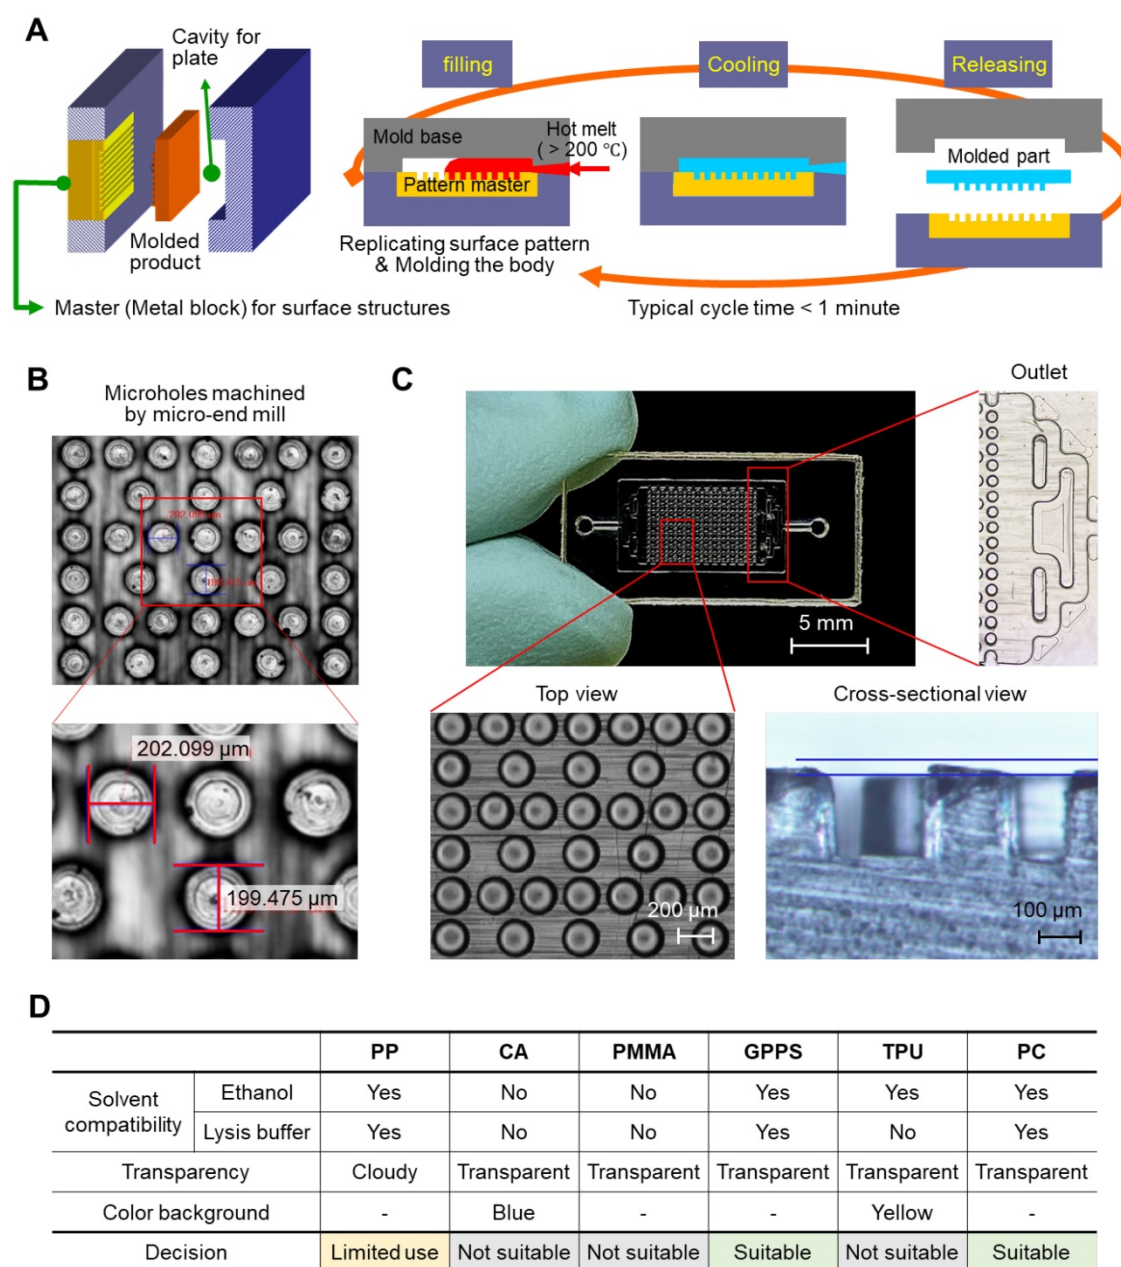 A
Cavity for
plate
Molded
product
Master (Metal block) for surface structures
filling
Cooling
Releasing
Mold base
Hot melt
( > 200 ℃)
Pattern master
Molded part
Replicating surface pattern
& Molding the body
Typical cycle time < 1 minute
B
Microholes machined
by micro-end mill
202.099 μm
199.475 μm
C
Outlet
5 mm
Top view
200 μm
Cross-sectional view
100 μm
D
PP CA PMMA GPPS TPU PC
Solvent compatibility Ethanol Yes No No Yes Yes Yes
Lysis buffer Yes No No Yes No Yes
Transparency Cloudy Transparent Transparent Transparent Transparent Transparent
Color background - Blue - - Yellow -
Decision Limited use Not suitable Not suitable Suitable Not suitable Suitable